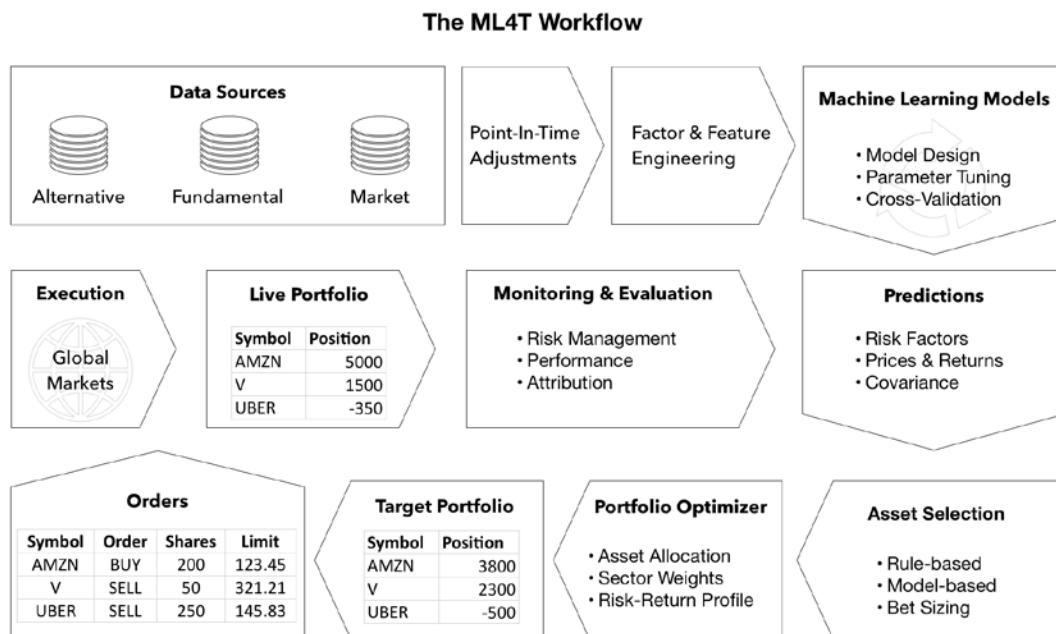 The ML4T Workflow
Data Sources
Alternative
Fundamental
Market
Point-In-Time
Adjustments
Factor & Feature
Engineering
Machine Learning Models
• Model Design
• Parameter Tuning
• Cross-Validation
Execution
Global
Markets
Live Portfolio
Symbol Position
AMZN 5000
V 1500
UBER -350
Monitoring & Evaluation
• Risk Management
• Performance
• Attribution
Predictions
• Risk Factors
• Prices & Returns
• Covariance
Orders
Symbol Order Shares Limit
AMZN BUY 200 123.45
V SELL 50 321.21
UBER SELL 250 145.83
Target Portfolio
Symbol Position
AMZN 3800
V 2300
UBER -500
Portfolio Optimizer
• Asset Allocation
• Sector Weights
• Risk-Return Profile
Asset Selection
• Rule-based
• Model-based
• Bet Sizing